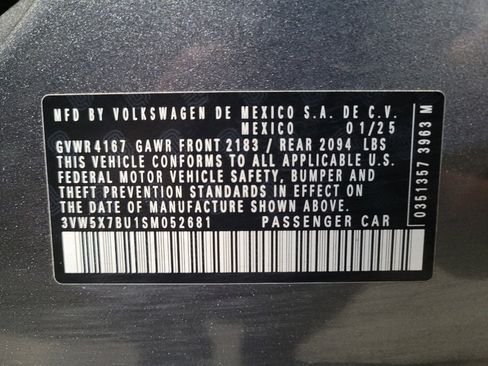 MFD BY VOLKSWAGEN DE MEXICO S.A. DE C.V.
MEXICO 01/25
GVWR4167 GAWR FRONT 2183 / REAR 2094 LBS
THIS VEHICLE CONFORMS TO ALL APPLICABLE U.S.
FEDERAL MOTOR VEHICLE SAFETY, BUMPER AND
THEFT PREVENTION STANDARDS IN EFFECT ON
THE DATE OF MANUFACTURE SHOWN ABOVE.
3VW5X7BU1SM052681 PASSENGER CAR
0351357 3963 M